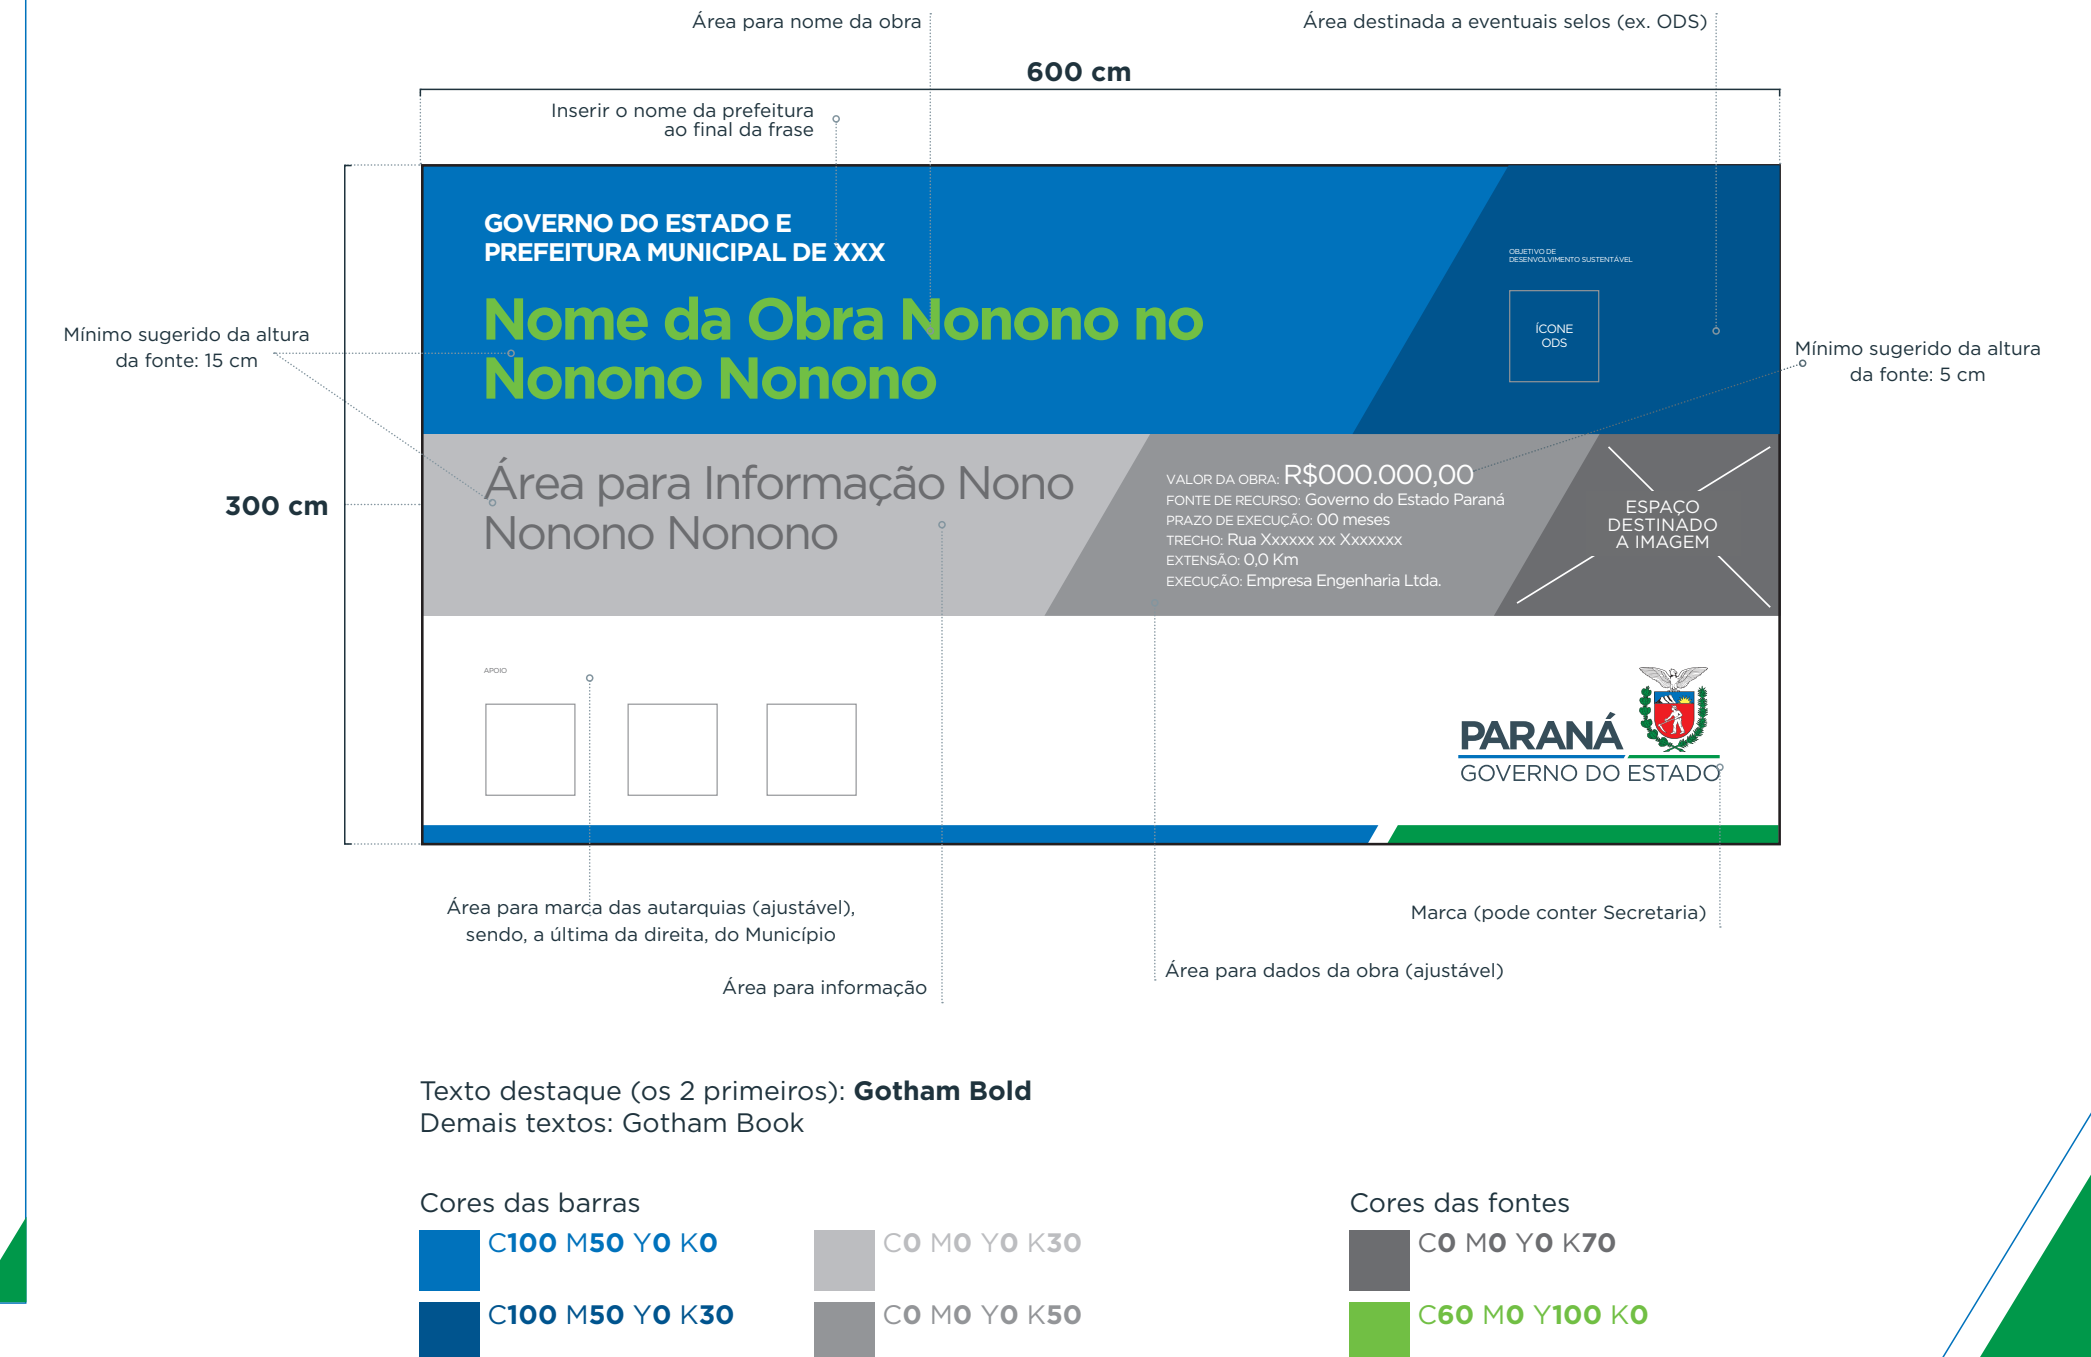 Área para nome da obra
Área destinada a eventuais selos (ex. ODS)
600 cm
Inserir o nome da prefeitura
ao final da frase
GOVERNO DO ESTADO E
PREFEITURA MUNICIPAL DE XXX
OBJETIVO DE
DESENVOLVIMENTO SUSTENTÁVEL
Nome da Obra Nonono no
Nonono Nonono
ÍCONE
ODS
Mínimo sugerido da altura
da fonte: 15 cm
Mínimo sugerido da altura
da fonte: 5 cm
300 cm
Área para Informação Nono
Nonono Nonono
VALOR DA OBRA: R$000.000,00
FONTE DE RECURSO: Governo do Estado Paraná
PRAZO DE EXECUÇÃO: 00 meses
TRECHO: Rua Xxxxxx xx Xxxxxxx
EXTENSÃO: 0,0 Km
EXECUÇÃO: Empresa Engenharia Ltda.
ESPAÇO
DESTINADO
A IMAGEM
APOIO
PARANÁ
GOVERNO DO ESTADO
Área para marca das autarquias (ajustável),
sendo, a última da direita, do Município
Marca (pode conter Secretaria)
Área para informação
Área para dados da obra (ajustável)
Texto destaque (os 2 primeiros): Gotham Bold
Demais textos: Gotham Book
Cores das barras
C100 M50 Y0 K0
C0 M0 Y0 K30
C100 M50 Y0 K30
C0 M0 Y0 K50
Cores das fontes
C0 M0 Y0 K70
C60 M0 Y100 K0